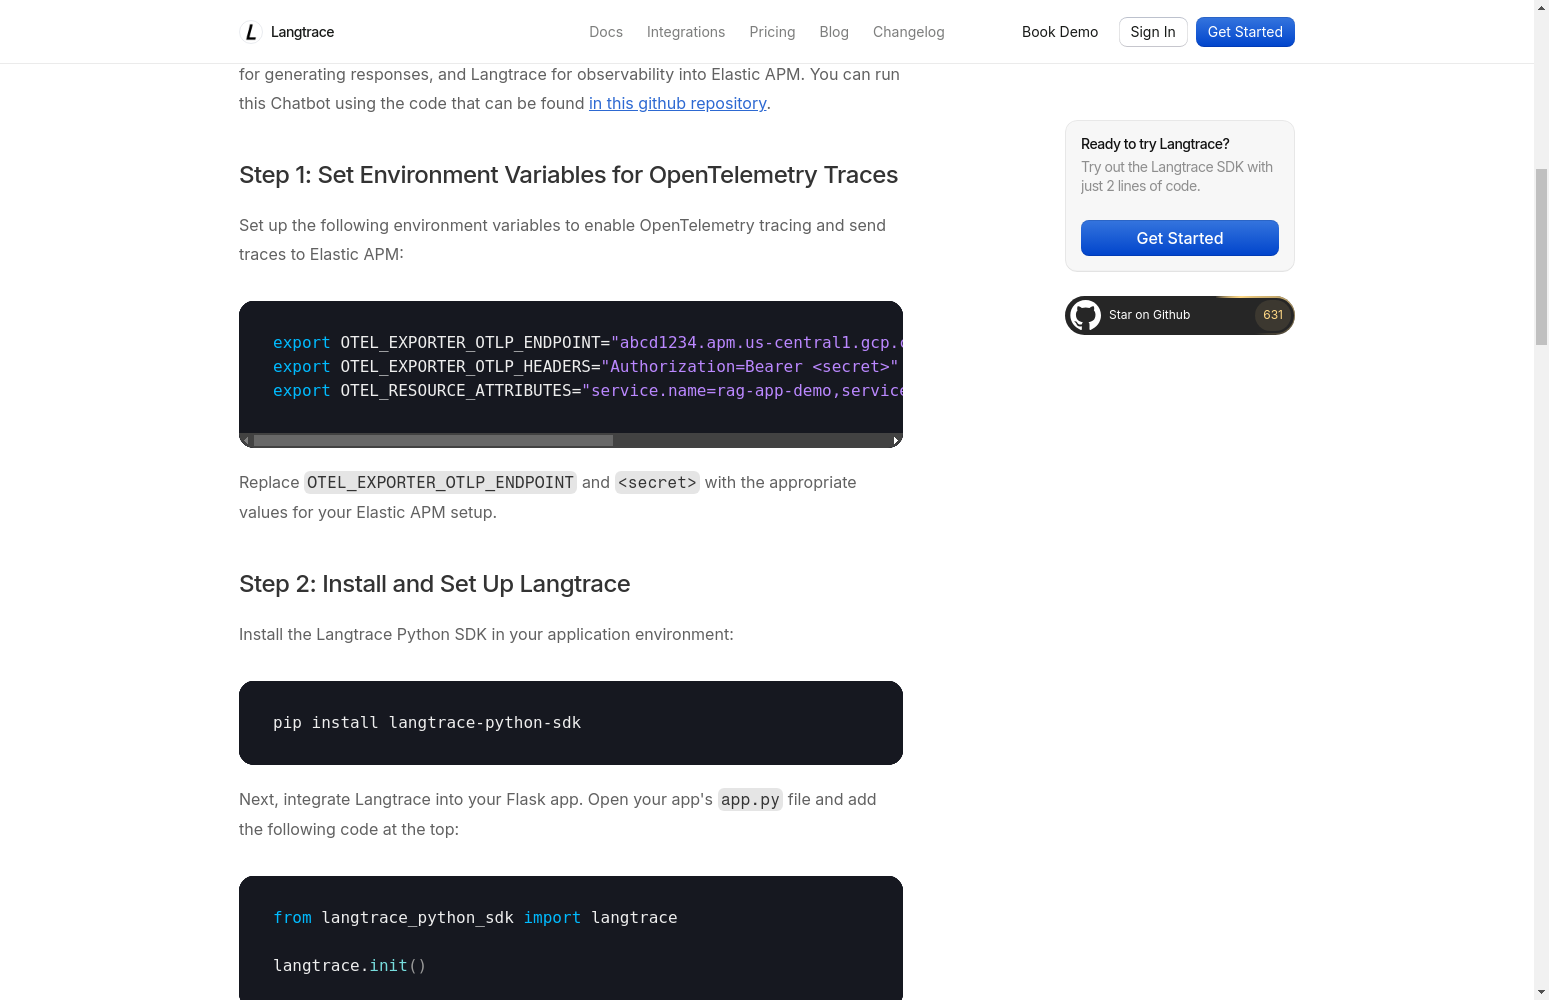 Langtrace
Docs Integrations Pricing Blog Changelog
Book Demo Sign In Get Started
for generating responses, and Langtrace for observability into Elastic APM. You can run
this Chatbot using the code that can be found in this github repository.
Step 1: Set Environment Variables for OpenTelemetry Traces
Set up the following environment variables to enable OpenTelemetry tracing and send
traces to Elastic APM:
export OTEL_EXPORTER_OTLP_ENDPOINT="abcd1234.apm.us-central1.gcp.c
export OTEL_EXPORTER_OTLP_HEADERS="Authorization=Bearer <secret>"
export OTEL_RESOURCE_ATTRIBUTES="service.name=rag-app-demo,service
Replace OTEL_EXPORTER_OTLP_ENDPOINT and <secret> with the appropriate
values for your Elastic APM setup.
Step 2: Install and Set Up Langtrace
Install the Langtrace Python SDK in your application environment:
pip install langtrace-python-sdk
Next, integrate Langtrace into your Flask app. Open your app's app.py file and add
the following code at the top:
from langtrace_python_sdk import langtrace
langtrace.init()
Ready to try Langtrace?
Try out the Langtrace SDK with
just 2 lines of code.
Get Started
Star on Github 631